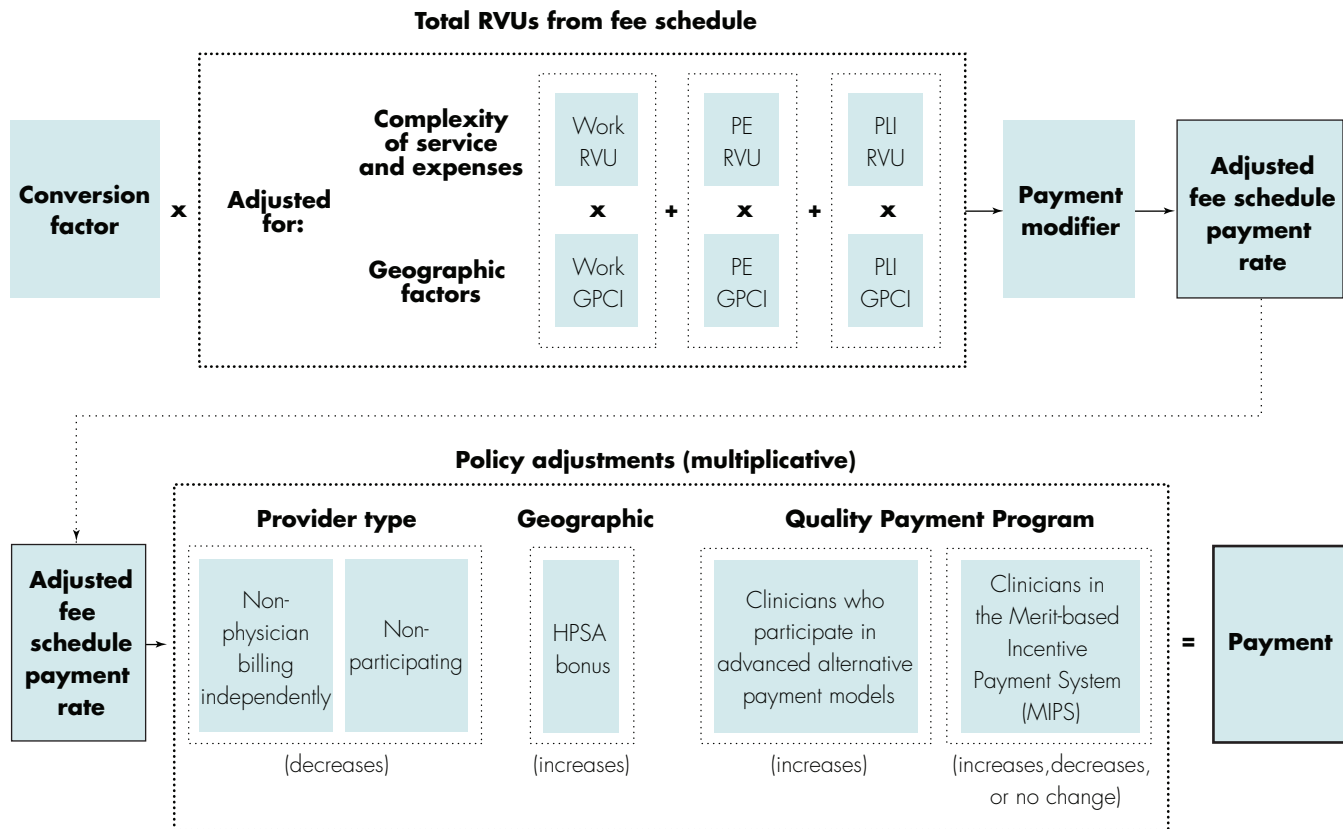 Total RVUs from fee schedule
Conversion
factor
x
Adjusted
for:
Complexity
of service
and expenses
Geographic
factors
Work
RVU
x
Work
GPCI
+
PE
RVU
x
PE
GPCI
+
PLI
RVU
x
PLI
GPCI
Payment
modifier
Adjusted
fee schedule
payment
rate
Policy adjustments (multiplicative)
Adjusted
fee
schedule
payment
rate
Provider type
Non-
physician
billing
independently
Non-
participating
(decreases)
Geographic
HPSA
bonus
(increases)
Quality Payment Program
Clinicians who
participate in
advanced alternative
payment models
(increases)
Clinicians in
the Merit-based
Incentive
Payment System
(MIPS)
(increases,decreases,
or no change)
=
Payment